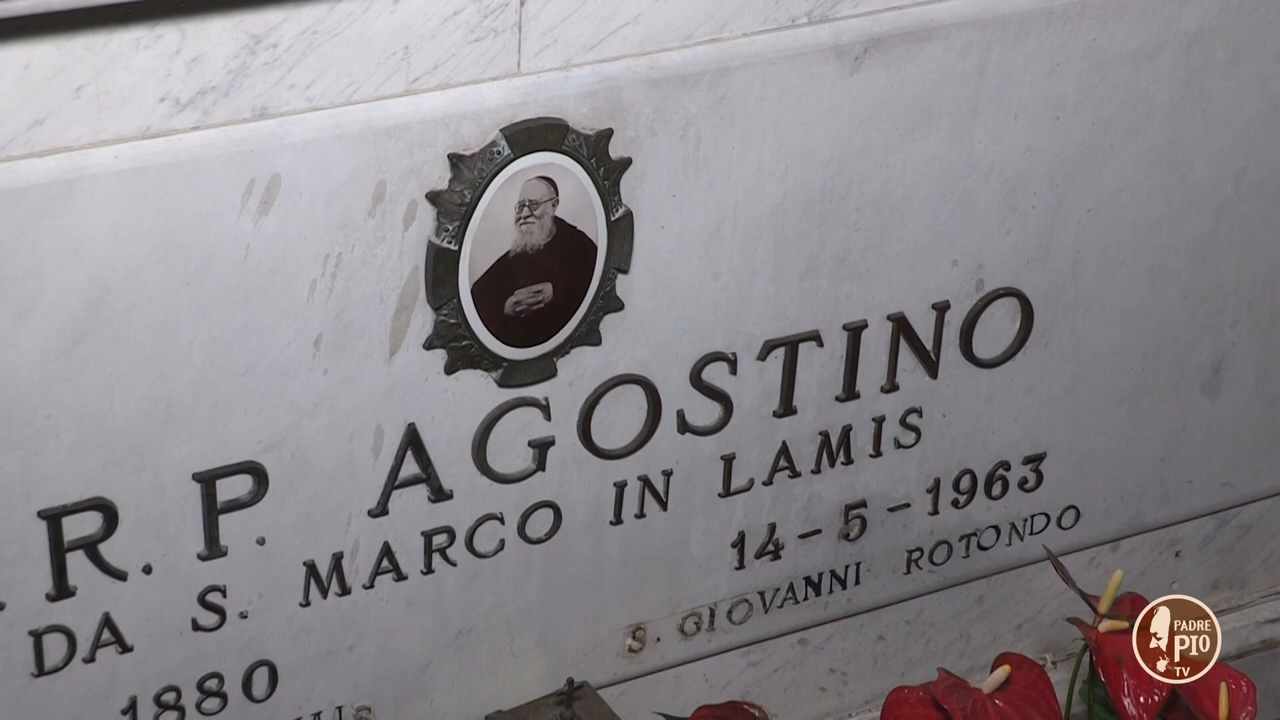 R. P. AGOSTINO
DA S. MARCO IN LAMIS
1880
14-5-1963
S. GIOVANNI ROTONDO
PADRE
PIO
TV